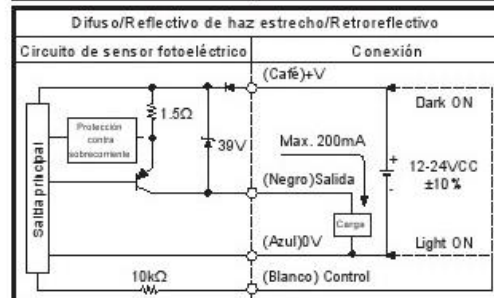 Difuso/Reflectivo de haz estrecho/Retroreflectivo
Circuito de sensor fotoeléctrico
Conexión
(Café)+V
Dark ON
1.5Ω
Protección
contra
sobrecorriente
39V
Max. 200mA
+
12-24VCC
±10%
-
(Negro)Salida
Salida principal
Carga
(Azul)0V
Light ON
10kΩ
(Blanco) Control